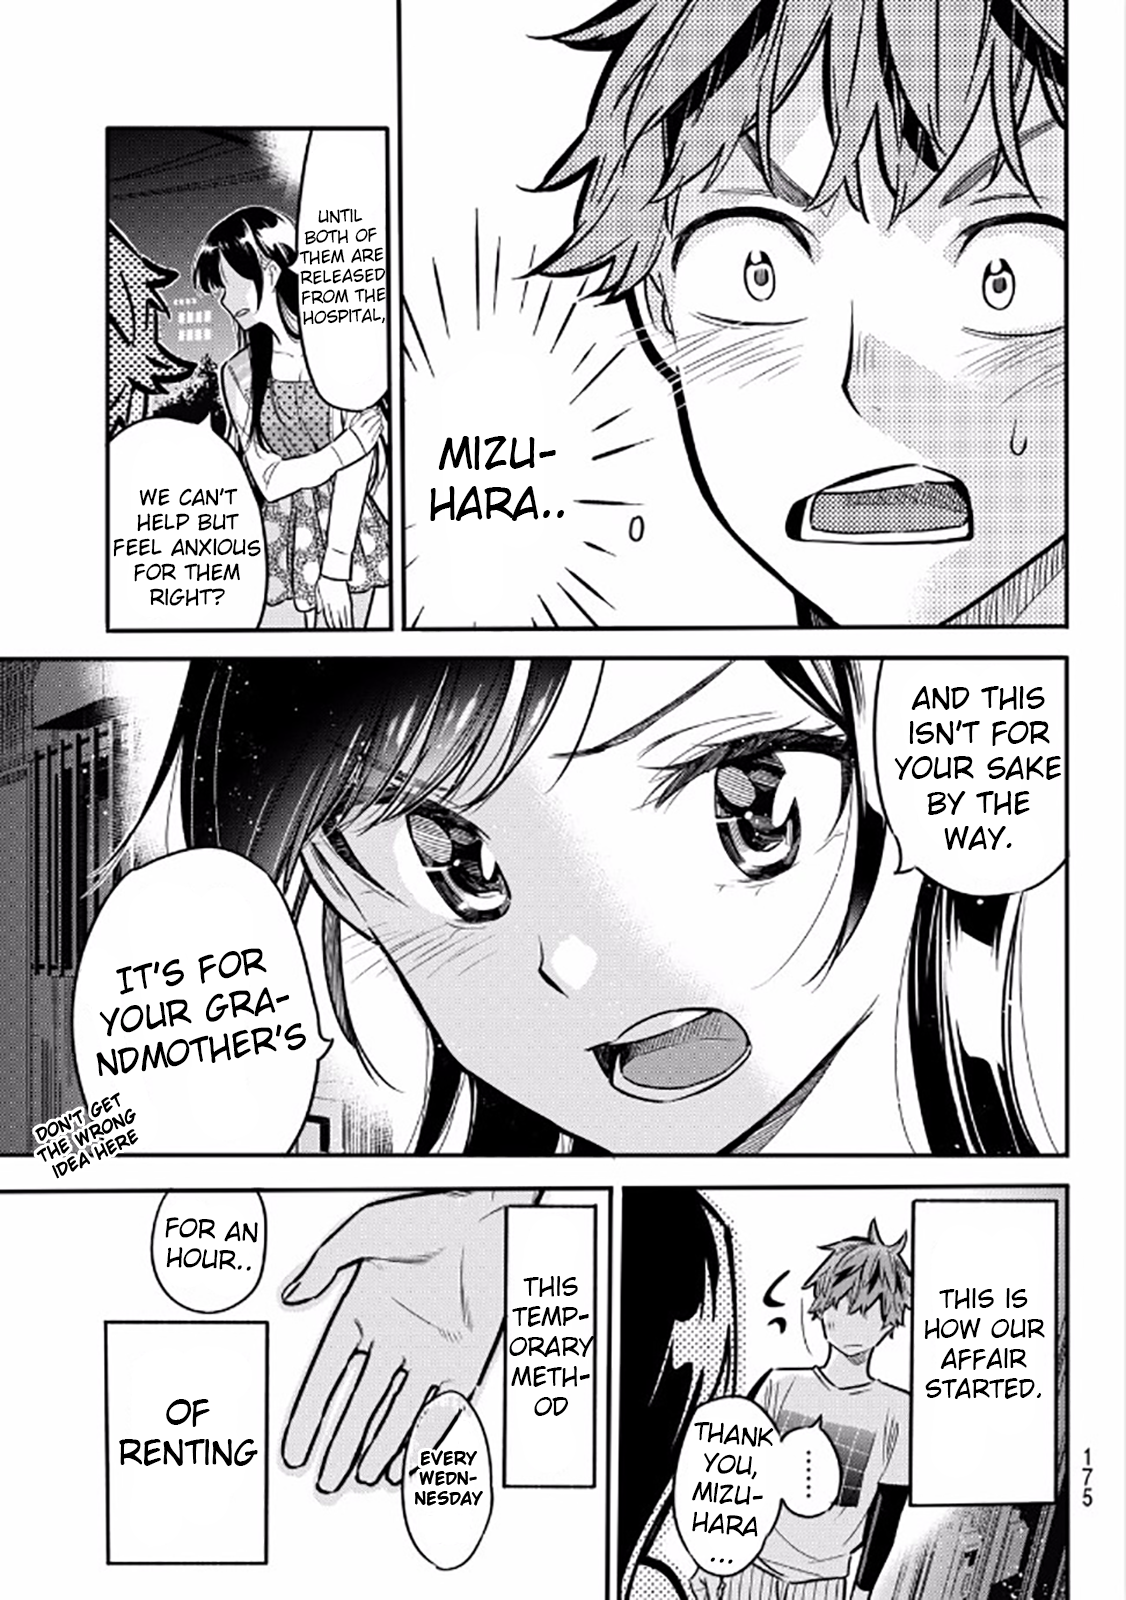 MIZU-
HARA..
UNTIL
BOTH OF
THEM ARE
RELEASED
FROM THE
HOSPITAL,
WE CAN'T
HELP BUT
FEEL ANXIOUS
FOR THEM
RIGHT?
AND THIS
ISN'T FOR
YOUR SAKE
BY THE
WAY.
IT'S FOR
YOUR GRA-
NDMOTHER'S
DON'T GET
THE WRONG
IDEA HERE
THIS IS
HOW OUR
AFFAIR
STARTED.
......
THANK
YOU,
MIZU-
HARA
...
THIS
TEMP-
ORARY
METH-
OD
FOR AN
HOUR..
EVERY
WEDN-
NESDAY
OF
RENTING
175